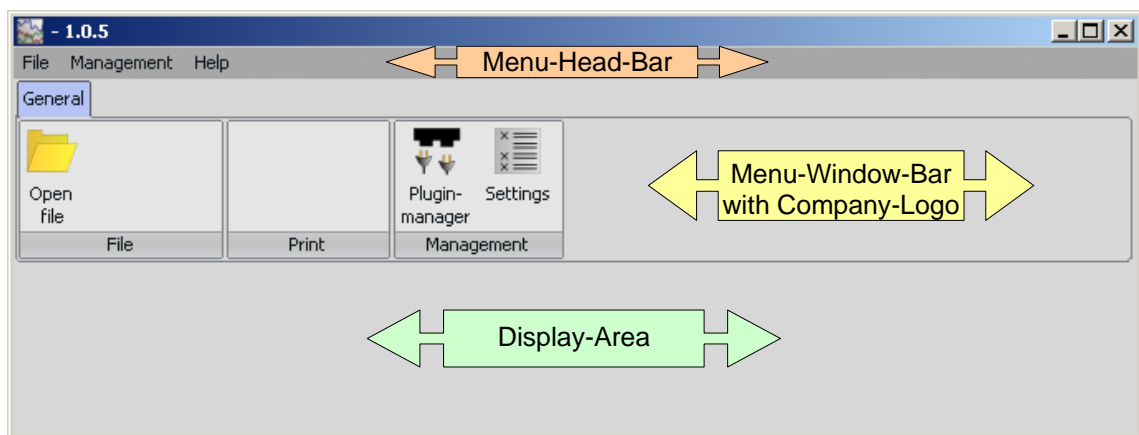 - 1.0.5
File Management Help
Menu-Head-Bar
General
Open
file
Plugin-
manager
Settings
Menu-Window-Bar
with Company-Logo
File
Print
Management
Display-Area